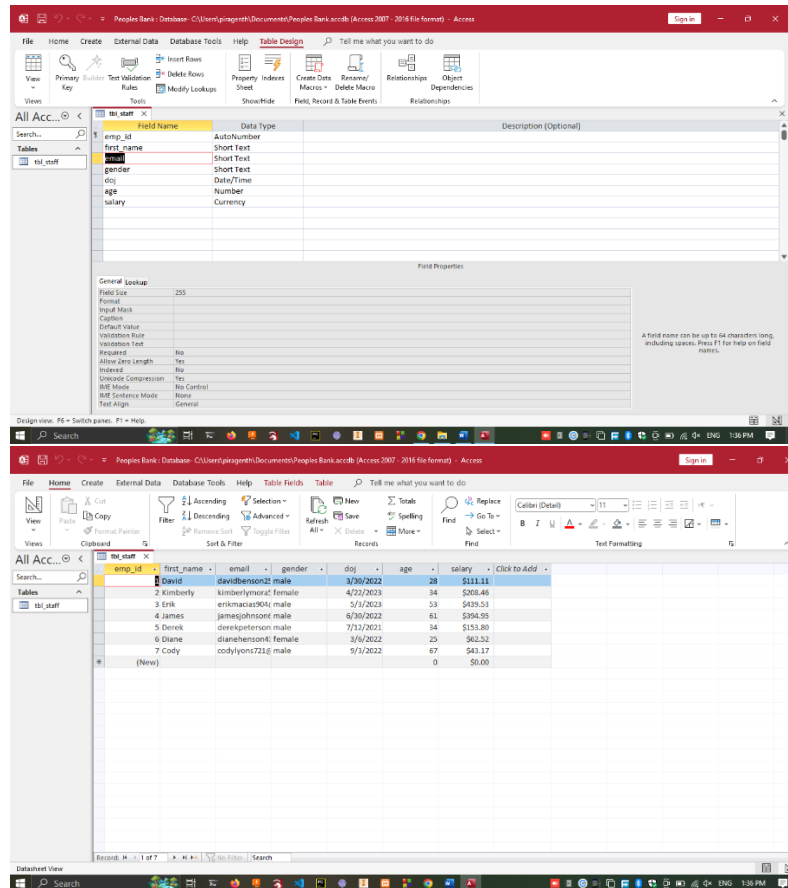 Peoples Bank : Database- C:\Users\piragenth\Documents\Peoples Bank.accdb (Access 2007 - 2016 file format) - Access Sign in
File Home Create External Data Database Tools Help Table Design Tell me what you want to do
View Primary Key Builder Test Validation Rules Insert Rows Delete Rows Modify Lookups Property Sheet Indexes Create Data Macros Rename/ Delete Macro Relationships Object Dependencies
Views Tools Show/Hide Field, Record & Table Events Relationships
All Acc... tbl_staff
Search...
Tables
tbl_staff
Field Name Data Type Description (Optional)
emp_id AutoNumber
first_name Short Text
email Short Text
gender Short Text
doj Date/Time
age Number
salary Currency
Field Properties
General Lookup
Field Size 255
Format
Input Mask
Caption
Default Value
Validation Rule
Validation Text
Required No
Allow Zero Length Yes
Indexed No
Unicode Compression Yes
IME Mode No Control
IME Sentence Mode None
Text Align General
A field name can be up to 64 characters long,
including spaces. Press F1 for help on field
names.
Design view. F6 = Switch panes. F1 = Help.
Search ENG 1:36 PM
Peoples Bank : Database- C:\Users\piragenth\Documents\Peoples Bank.accdb (Access 2007 - 2016 file format) - Access Sign in
File Home Create External Data Database Tools Help Table Fields Table Tell me what you want to do
View Paste Cut Copy Format Painter Filter Ascending Descending Remove Sort Selection Advanced Toggle Filter Refresh All New Save Delete Totals Spelling More Find Replace Go To Select Calibri (Detail) 11 B I U A
Views Clipboard Sort & Filter Records Find Text Formatting
All Acc... tbl_staff
Search...
Tables
tbl_staff
emp_id first_name email gender doj age salary Click to Add
1 David davidbenson25 male 3/30/2022 28 $111.11
2 Kimberly kimberlymora5 female 4/22/2023 34 $208.46
3 Erik erikmacias904( male 5/3/2023 53 $439.53
4 James jamesjohnson6 male 6/30/2022 61 $394.95
5 Derek derekpeterson male 7/12/2021 34 $153.80
6 Diane dianehenson4 female 3/6/2022 25 $62.52
7 Cody codylyons721@ male 9/3/2022 67 $43.17
(New) 0 $0.00
Record: 1 of 7 No Filter Search
Datasheet View
Search ENG 1:36 PM